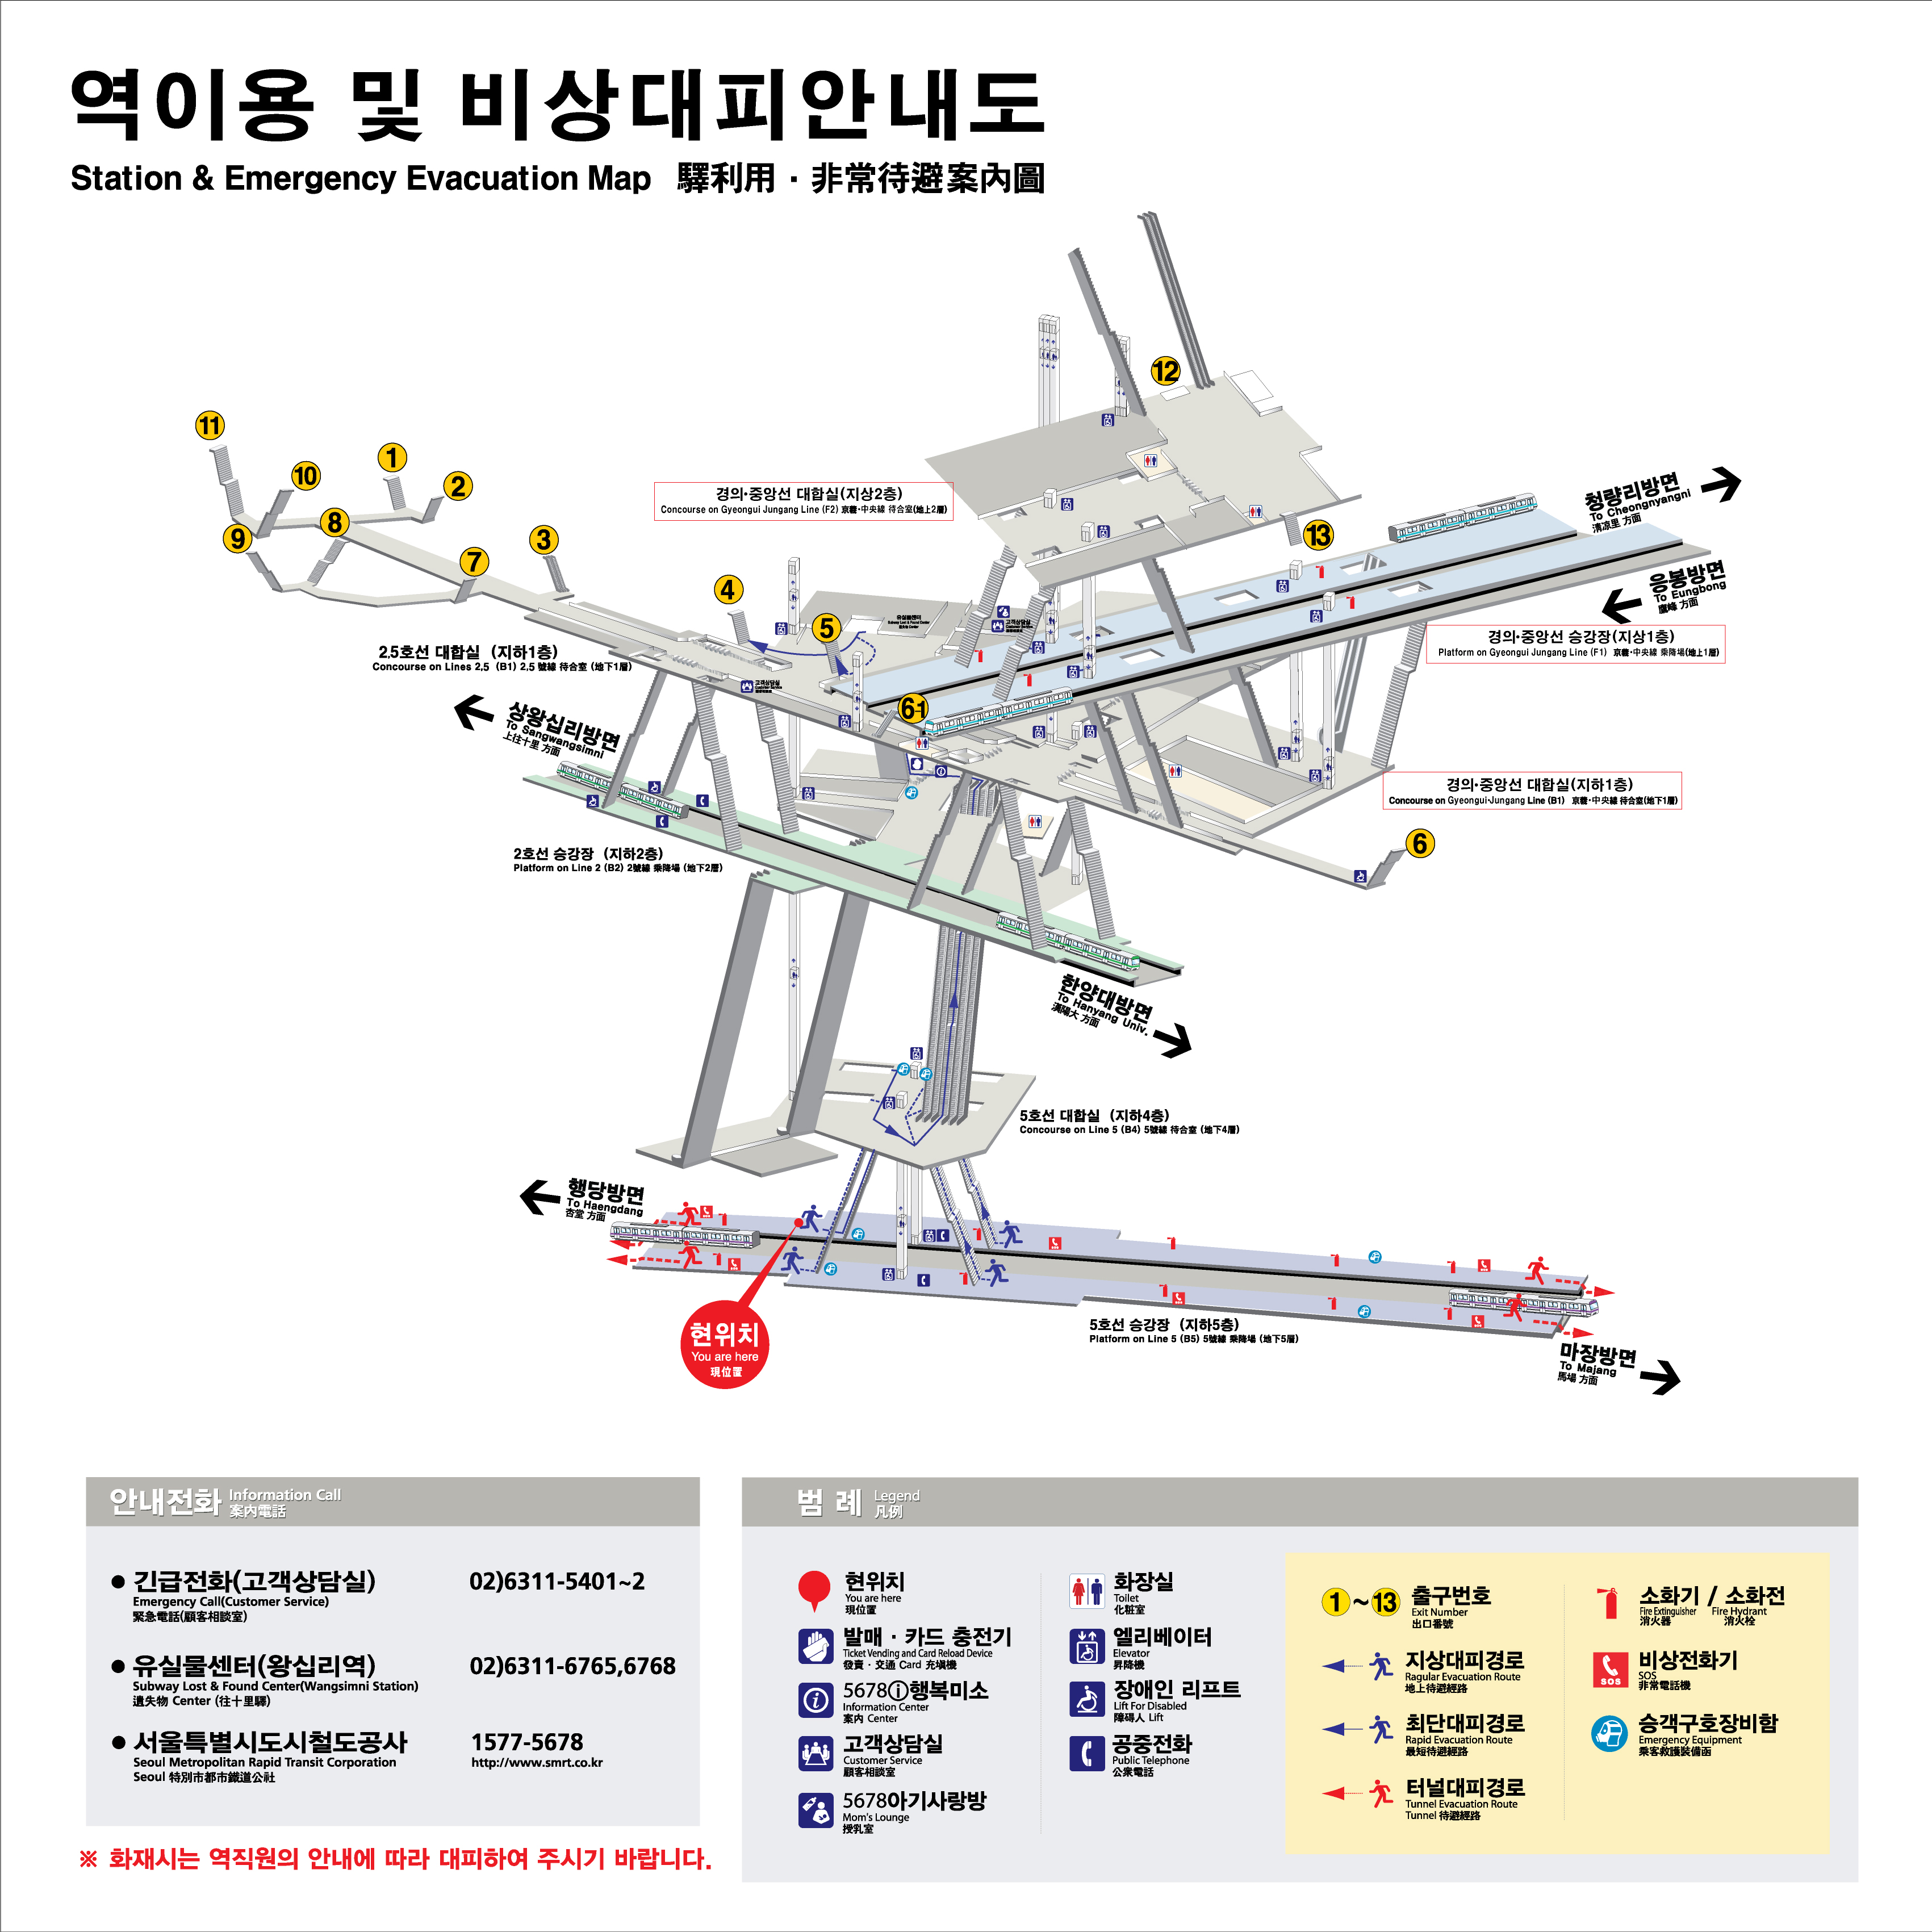 역이용 및 비상대피안내도
Station & Emergency Evacuation Map 驛利用 · 非常待避案內圖
12
11
10
1
2
8
9
3
7
4
5
6-1
13
6
경의·중앙선 대합실(지상2층)
Concourse on Gyeongui Jungang Line (F2) 京義·中央線 待合室(地上2層)
청량리방면
To Cheongnyangni
清凉里 方面
응봉방면
To Eungbong
鷹峰 方面
유실물센터
Subway Lost & Found Center
고객상담실
Customer Service
2,5호선 대합실 (지하1층)
Concourse on Lines 2,5 (B1) 2,5 號線 待合室 (地下1層)
고객상담실
Customer Service
경의·중앙선 승강장(지상1층)
Platform on Gyeongui Jungang Line (F1) 京義·中央線 乘降場(地上1層)
상왕십리방면
To Sangwangsimni
上往十里 方面
경의·중앙선 대합실(지하1층)
Concourse on Gyeongui·Jungang Line (B1) 京義·中央線 待合室(地下1層)
2호선 승강장 (지하2층)
Platform on Line 2 (B2) 2號線 乘降場 (地下2層)
한양대방면
To Hanyang Univ.
漢陽大 方面
5호선 대합실 (지하4층)
Concourse on Line 5 (B4) 5號線 待合室 (地下4層)
행당방면
To Haengdang
杏堂 方面
현위치
You are here
現位置
5호선 승강장 (지하5층)
Platform on Line 5 (B5) 5號線 乘降場 (地下5層)
마장방면
To Majang
馬場 方面
안내전화 Information Call
案內電話
● 긴급전화(고객상담실) 02)6311-5401~2
Emergency Call(Customer Service)
緊急電話(顧客相談室)
● 유실물센터(왕십리역) 02)6311-6765,6768
Subway Lost & Found Center(Wangsimni Station)
遺失物 Center (往十里驛)
● 서울특별시도시철도공사 1577-5678
Seoul Metropolitan Rapid Transit Corporation http://www.smrt.co.kr
Seoul 特別市都市鐵道公社
※ 화재시는 역직원의 안내에 따라 대피하여 주시기 바랍니다.
범 례 Legend
凡例
현위치
You are here
現位置
발매 · 카드 충전기
Ticket Vending and Card Reload Device
發賣 · 交通 Card 充塡機
5678ⓘ행복미소
Information Center
案內 Center
고객상담실
Customer Service
顧客相談室
5678아기사랑방
Mom's Lounge
授乳室
화장실
Toilet
化粧室
엘리베이터
Elevator
昇降機
장애인 리프트
Lift For Disabled
障碍人 Lift
공중전화
Public Telephone
公衆電話
1~13 출구번호
Exit Number
出口番號
지상대피경로
Ragular Evacuation Route
地上待避經路
최단대피경로
Rapid Evacuation Route
最短待避經路
터널대피경로
Tunnel Evacuation Route
Tunnel 待避經路
소화기 / 소화전
Fire Extinguisher Fire Hydrant
消火器 消火栓
비상전화기
SOS
非常電話機
SOS
승객구호장비함
Emergency Equipment
乘客救護裝備函